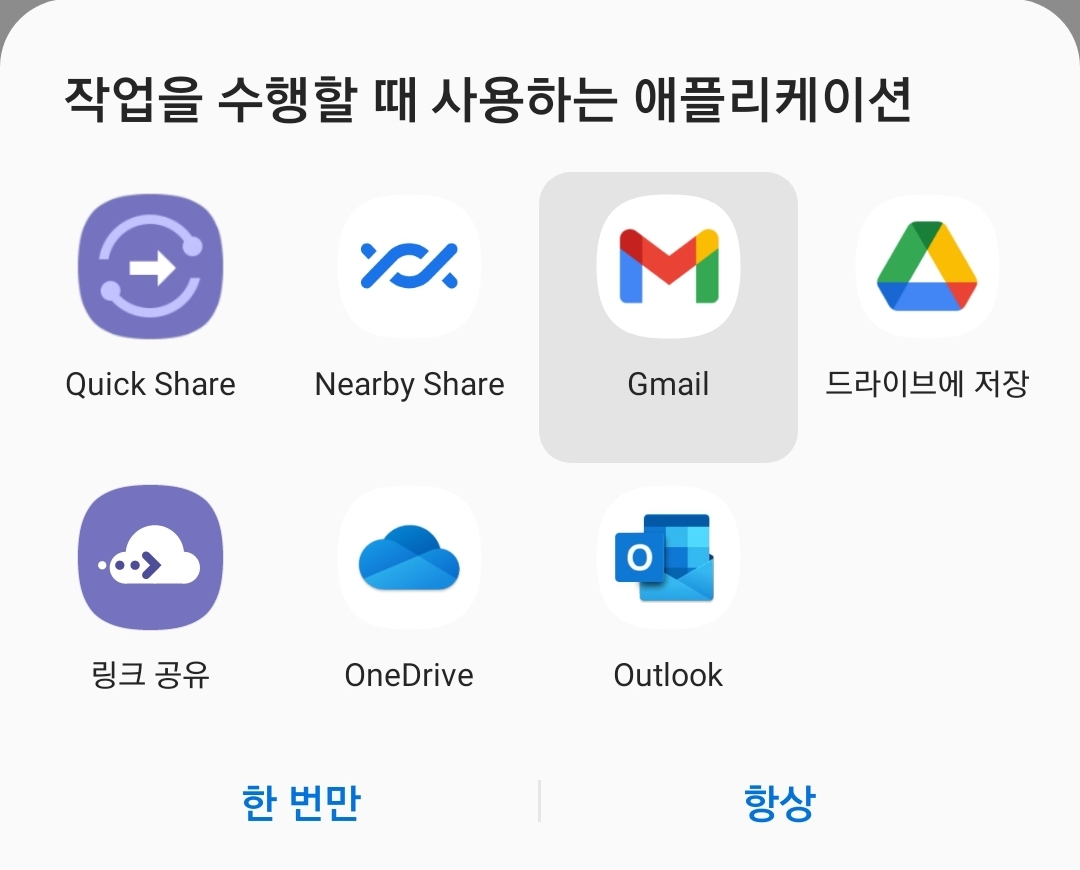 작업을 수행할 때 사용하는 애플리케이션
Quick Share
Nearby Share
Gmail
드라이브에 저장
링크 공유
OneDrive
Outlook
한 번만
항상